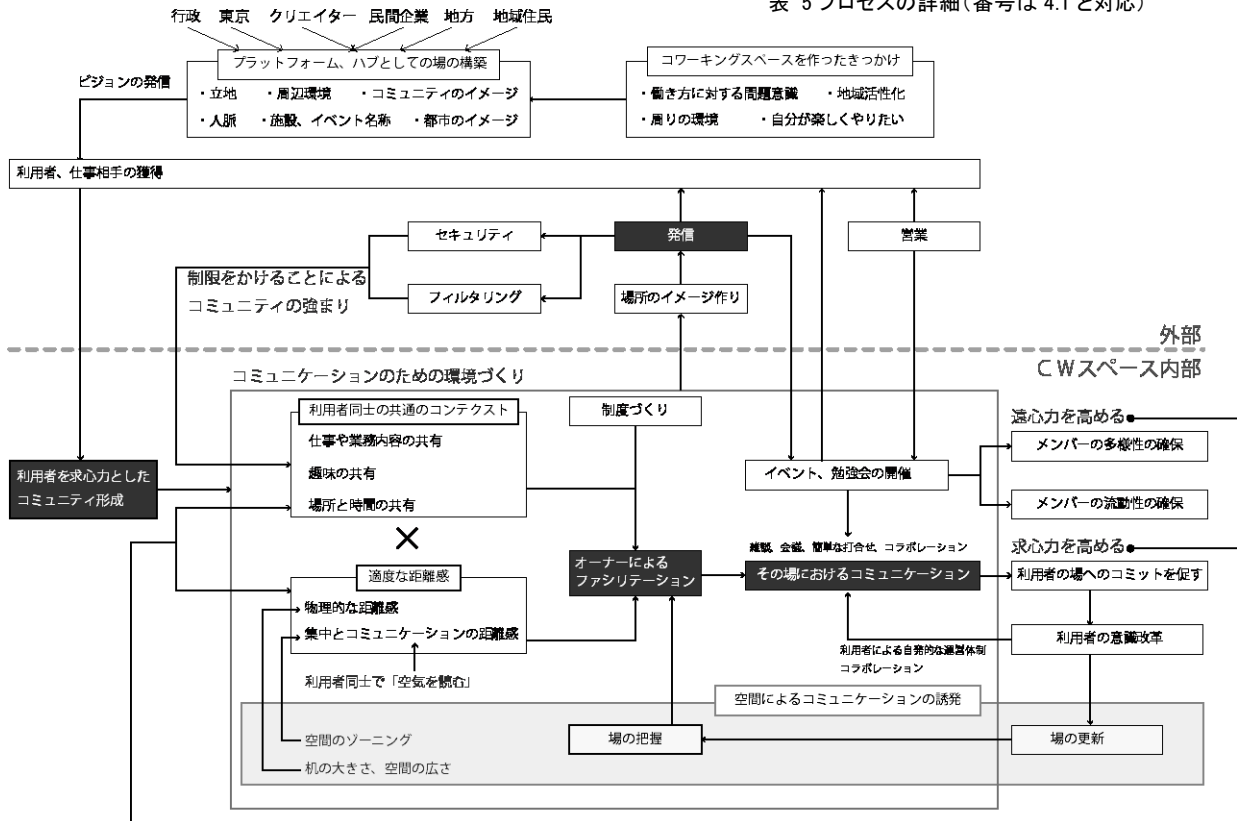 表 5 プロセスの詳細(番号は 4.1 と対応)
行政 東京 クリエイター 民間企業 地方 地域住民
プラットフォーム、ハブとしての場の構築
・立地 ・周辺環境 ・コミュニティのイメージ
・人脈 ・施設、イベント名称 ・都市のイメージ
コワーキングスペースを作ったきっかけ
・働き方に対する問題意識 ・地域活性化
・周りの環境 ・自分が楽しくやりたい
ビジョンの発信
利用者、仕事相手の獲得
セキュリティ
発信
営業
制限をかけることによる
コミュニティの強まり
フィルタリング
場所のイメージ作り
外部
CWスペース内部
コミュニケーションのための環境づくり
利用者同士の共通のコンテクスト
仕事や業務内容の共有
趣味の共有
場所と時間の共有
制度づくり
利用者を求心力とした
コミュニティ形成
イベント、勉強会の開催
遠心力を高める
メンバーの多様性の確保
メンバーの流動性の確保
×
適度な距離感
物理的な距離感
集中とコミュニケーションの距離感
利用者同士で「空気を読む」
オーナーによる
ファシリテーション
雑談、会議、簡単な打合せ、コラボレーション
その場におけるコミュニケーション
求心力を高める
利用者の場へのコミットを促す
利用者の意識改革
利用者による自発的な運営体制
コラボレーション
空間によるコミュニケーションの誘発
空間のゾーニング
机の大きさ、空間の広さ
場の把握
場の更新